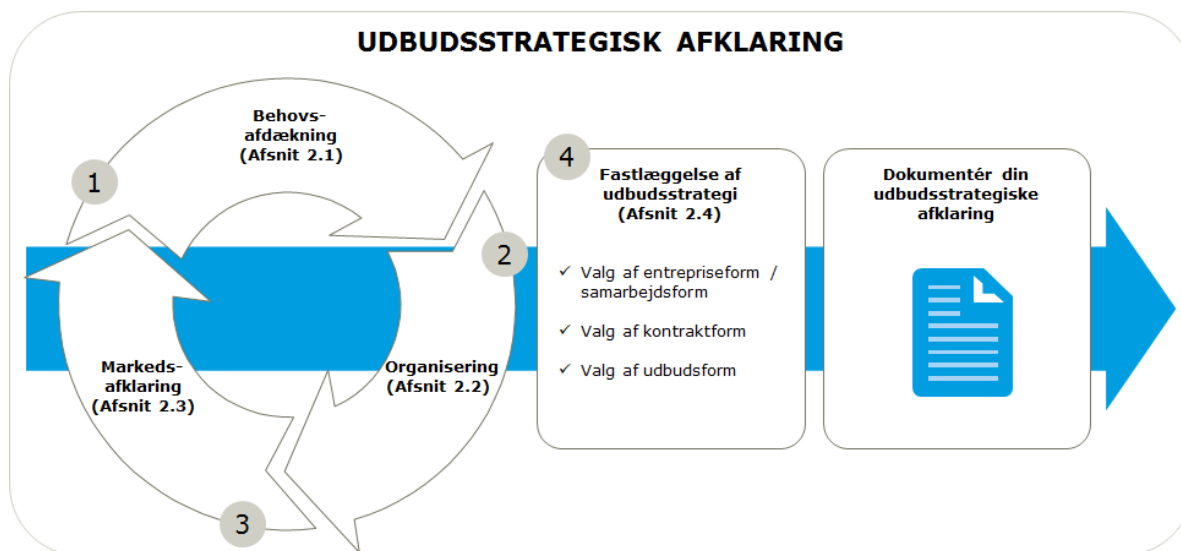 UDBUDSSTRATEGISK AFKLARING
1
Behovs-
afdækning
(Afsnit 2.1)
2
Organisering
(Afsnit 2.2)
3
Markeds-
afklaring
(Afsnit 2.3)
4
Fastlæggelse af
udbudsstrategi
(Afsnit 2.4)
✓ Valg af entrepriseform /
samarbejdsform
✓ Valg af kontraktform
✓ Valg af udbudsform
Dokumentér din
udbudsstrategiske
afklaring